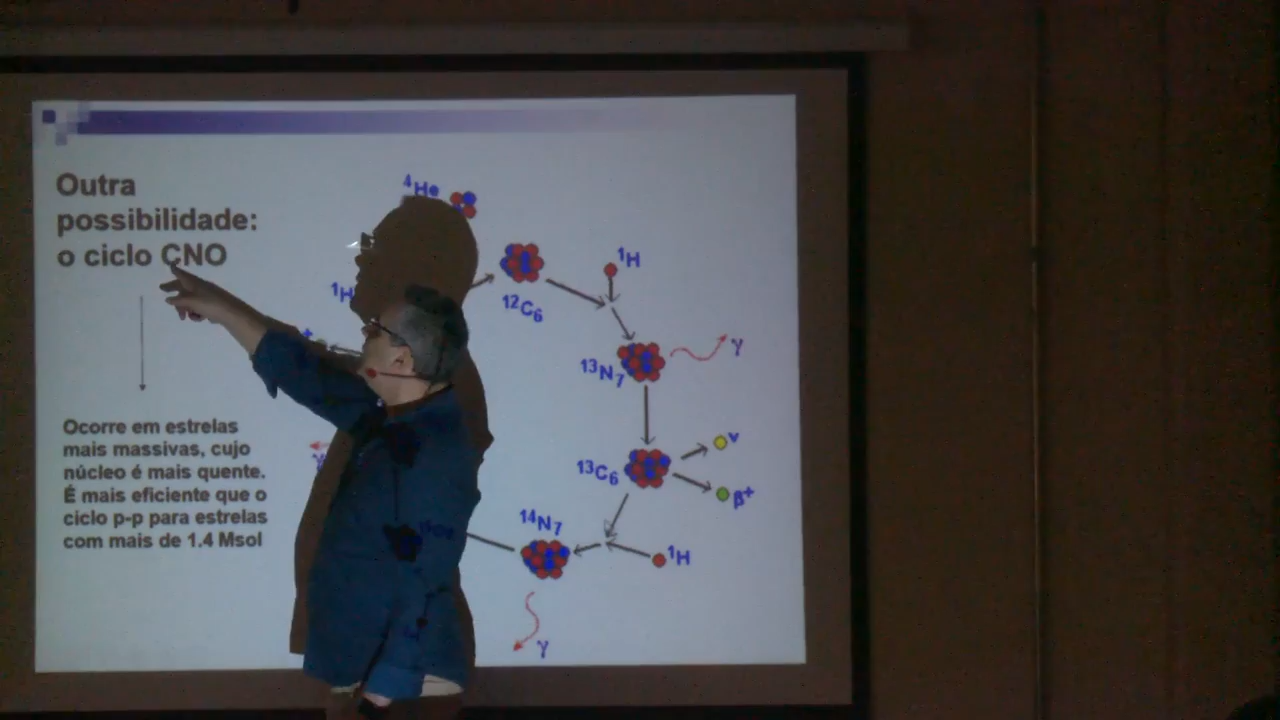 Outra
possibilidade:
o ciclo CNO
Ocorre em estrelas
mais massivas, cujo
núcleo é mais quente.
É mais eficiente que o
ciclo p-p para estrelas
com mais de 1.4 Msol
4He
12C6
1H
1H
13N7
γ
13C6
ν
β+
14N7
1H
γ